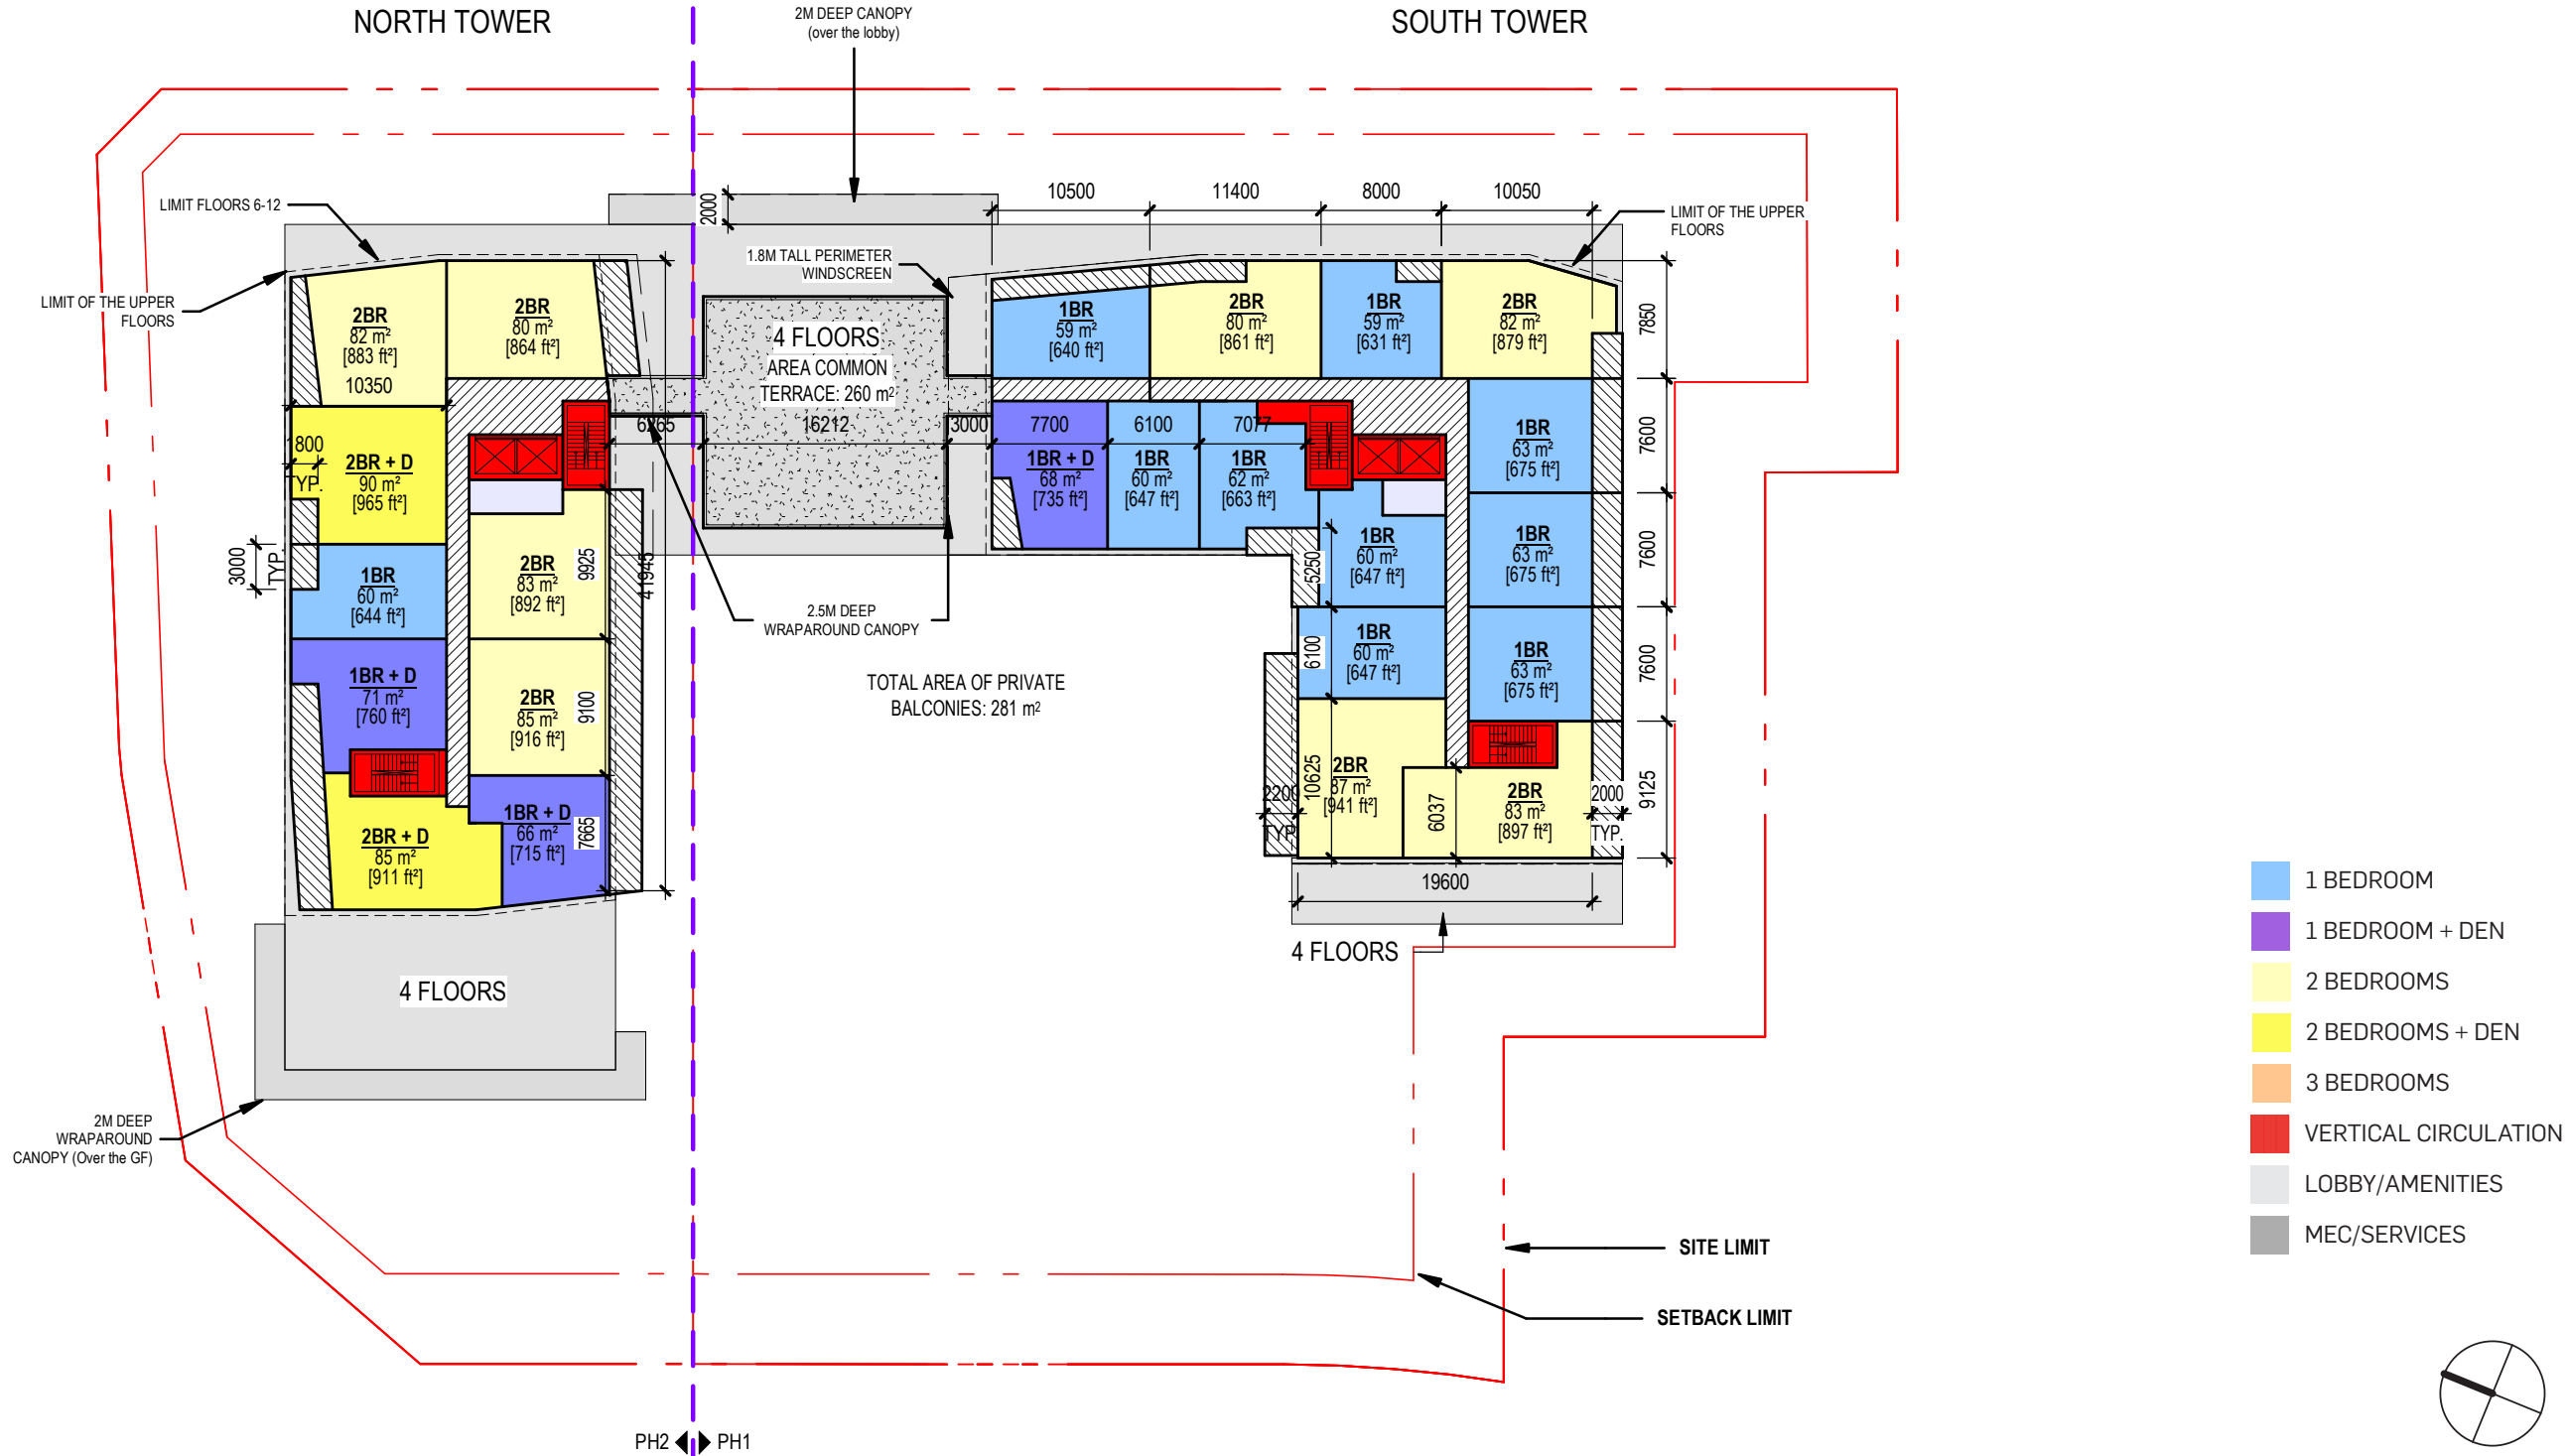 NORTH TOWER
2M DEEP CANOPY
(over the lobby)
SOUTH TOWER
LIMIT FLOORS 6-12
2000
10500
11400
8000
10050
LIMIT OF THE UPPER
FLOORS
1.8M TALL PERIMETER
WINDSCREEN
LIMIT OF THE UPPER
FLOORS
2BR
82 m²
[883 ft²]
10350
2BR
80 m²
[864 ft²]
4 FLOORS
AREA COMMON
TERRACE: 260 m²
1BR
59 m²
[640 ft²]
2BR
80 m²
[861 ft²]
1BR
59 m²
[631 ft²]
2BR
82 m²
[879 ft²]
7850
6265
16212
3000
7700
6100
7077
1800
TYP.
2BR + D
90 m²
[965 ft²]
1BR + D
68 m²
[735 ft²]
1BR
60 m²
[647 ft²]
1BR
62 m²
[663 ft²]
1BR
63 m²
[675 ft²]
7600
3000
TYP.
1BR
60 m²
[644 ft²]
2BR
83 m²
[892 ft²]
9925
41945
5250
1BR
60 m²
[647 ft²]
1BR
63 m²
[675 ft²]
7600
2.5M DEEP
WRAPAROUND CANOPY
1BR + D
71 m²
[760 ft²]
2BR
85 m²
[916 ft²]
9100
TOTAL AREA OF PRIVATE
BALCONIES: 281 m²
6100
1BR
60 m²
[647 ft²]
1BR
63 m²
[675 ft²]
7600
2BR + D
85 m²
[911 ft²]
1BR + D
66 m²
[715 ft²]
7665
2200
TYP.
10625
2BR
87 m²
[941 ft²]
6037
2BR
83 m²
[897 ft²]
2000
TYP.
9125
19600
4 FLOORS
4 FLOORS
2M DEEP
WRAPAROUND
CANOPY (Over the GF)
SITE LIMIT
SETBACK LIMIT
PH2
PH1
1 BEDROOM
1 BEDROOM + DEN
2 BEDROOMS
2 BEDROOMS + DEN
3 BEDROOMS
VERTICAL CIRCULATION
LOBBY/AMENITIES
MEC/SERVICES